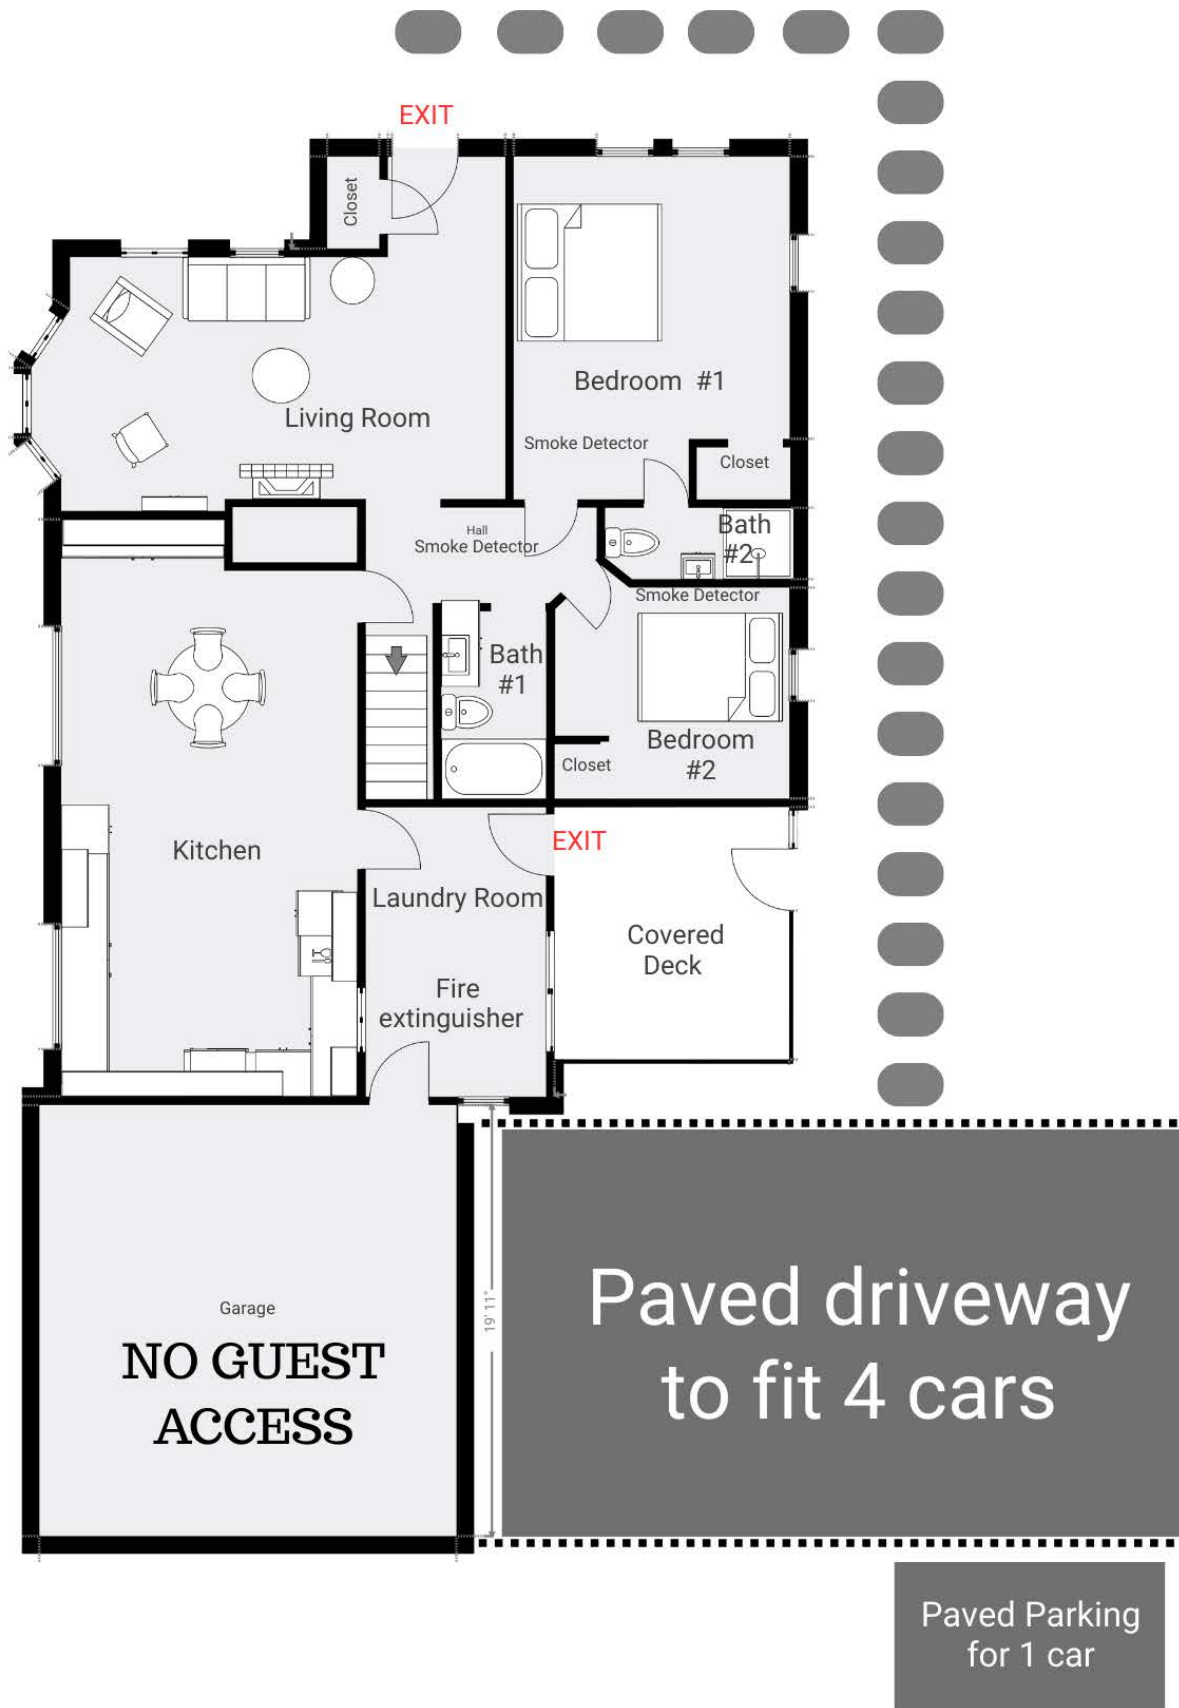 EXIT
Closet
Bedroom #1
Living Room
Smoke Detector
Closet
Hall
Smoke Detector
Bath
#2
Smoke Detector
Bath
#1
Bedroom
#2
Closet
Kitchen
EXIT
Laundry Room
Covered
Deck
Fire
extinguisher
Garage
NO GUEST
ACCESS
19' 11"
Paved driveway
to fit 4 cars
Paved Parking
for 1 car